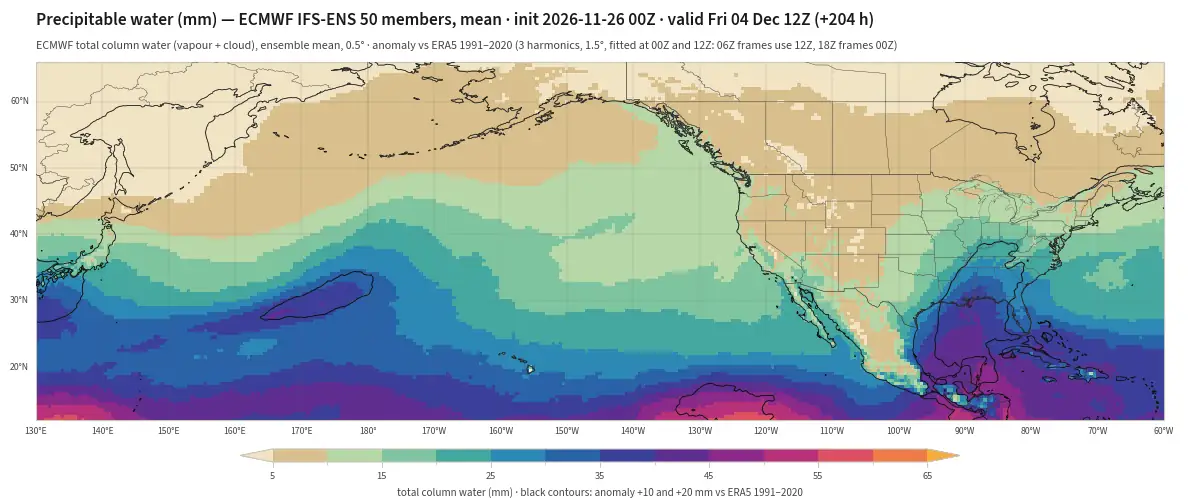 Precipitable water (mm) — ECMWF IFS-ENS 50 members, mean · init 2026-11-26 00Z · valid Fri 04 Dec 12Z (+204 h)
ECMWF total column water (vapour + cloud), ensemble mean, 0.5° · anomaly vs ERA5 1991–2020 (3 harmonics, 1.5°, fitted at 00Z and 12Z: 06Z frames use 12Z, 18Z frames 00Z)
60°N
50°N
40°N
30°N
20°N
130°E 140°E 150°E 160°E 170°E 180° 170°W 160°W 150°W 140°W 130°W 120°W 110°W 100°W 90°W 80°W 70°W 60°W
5 15 25 35 45 55 65
total column water (mm) · black contours: anomaly +10 and +20 mm vs ERA5 1991–2020